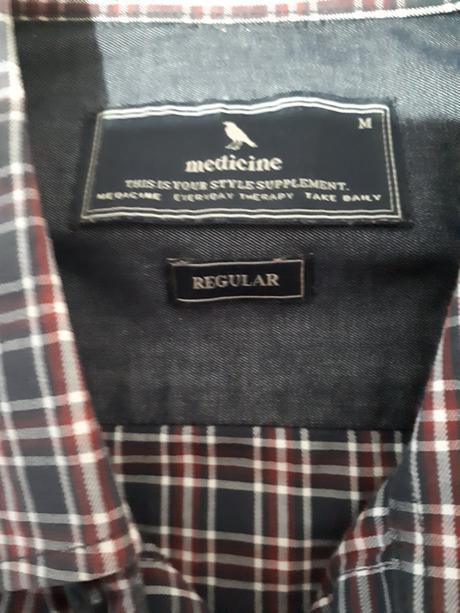 M
medicine
THIS IS YOUR STYLE SUPPLEMENT.
MEDICINE EVERYDAY THERAPY TAKE DAILY
REGULAR